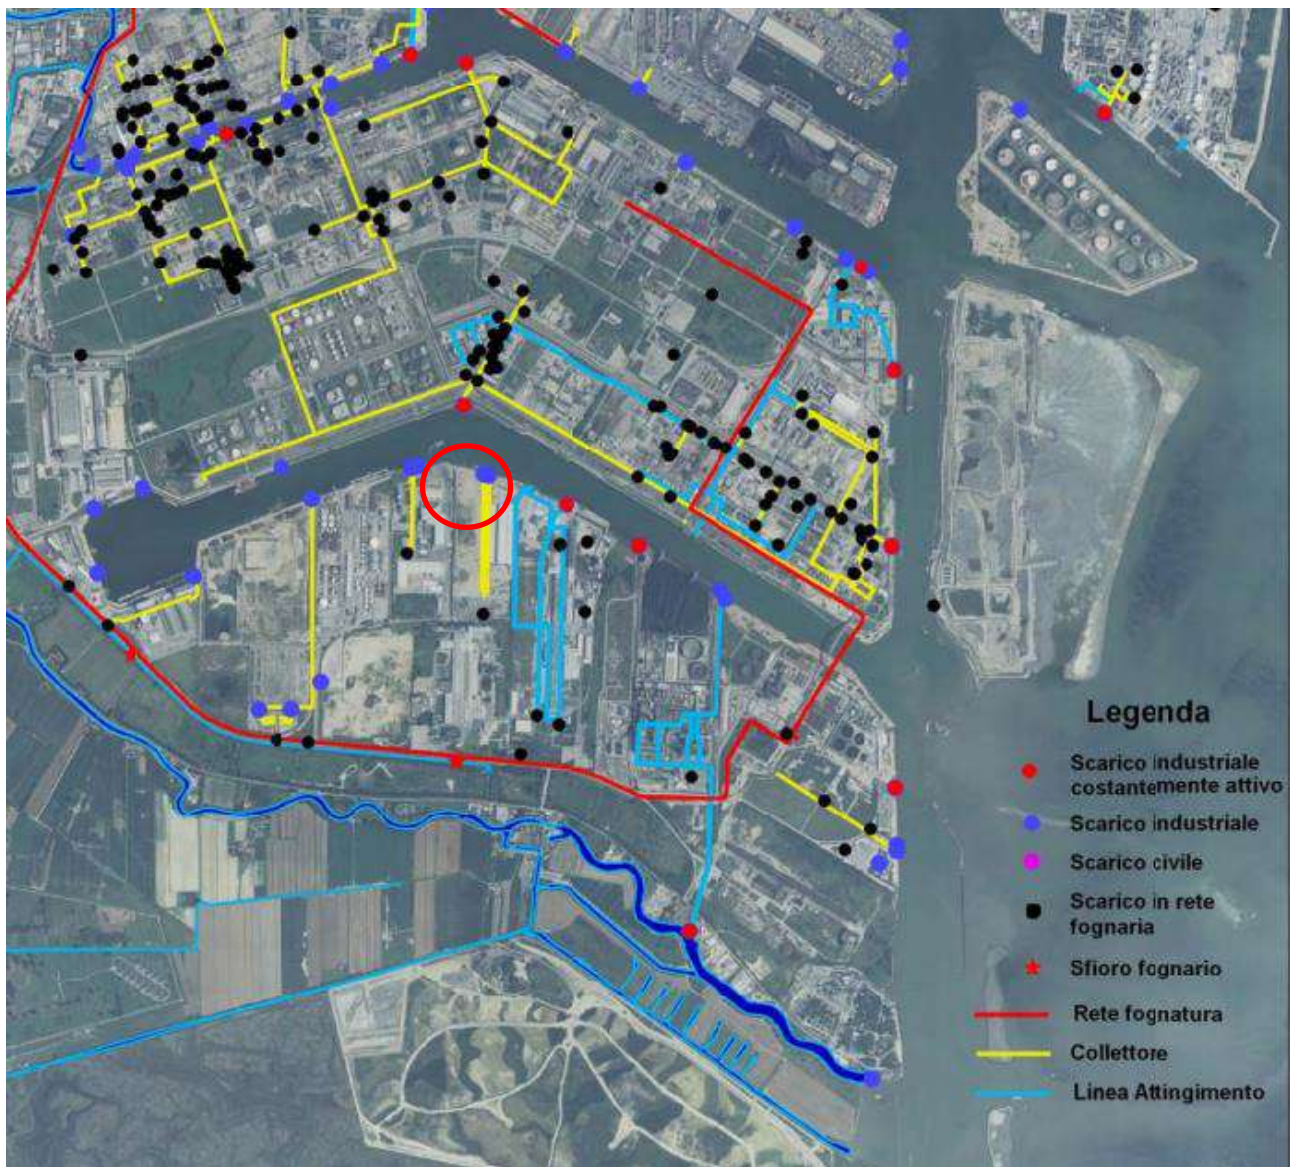 Legenda
Scarico industriale
costantemente attivo
Scarico industriale
Scarico civile
Scarico in rete
fognaria
Sfioro fognario
Rete fognatura
Collettore
Linea Attingimento